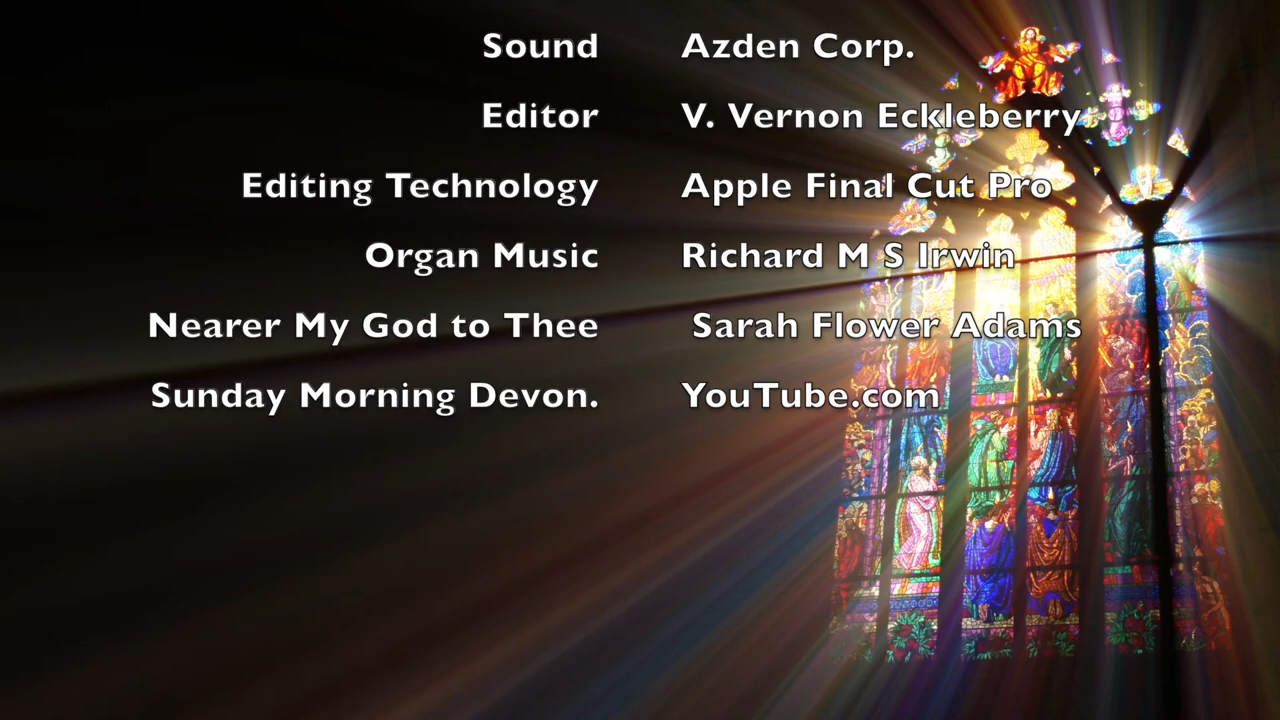 Sound Azden Corp.
Editor V. Vernon Eckleberry
Editing Technology Apple Final Cut Pro
Organ Music Richard M S Irwin
Nearer My God to Thee Sarah Flower Adams
Sunday Morning Devon. YouTube.com